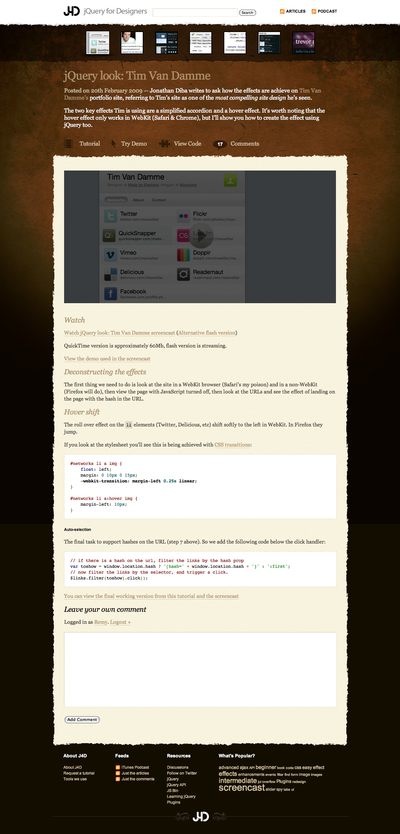 J4D jQuery for Designers
Search
ARTICLES
PODCAST
trevor
jQuery look: Tim Van Damme
Posted on 20th February 2009 — Jonathan Diba writes to ask how the effects are achieve on Tim Van
Damme's portfolio site, referring to Tim's site as one of the most compelling site design he's seen.
The two key effects Tim is using are a simplified accordion and a hover effect. It's worth noting that the
hover effect only works in WebKit (Safari & Chrome), but I'll show you how to create the effect using
jQuery too.
Tutorial
Try Demo
View Code
17 Comments
Tim Van Damme
About
Contact
Twitter
Flickr
QuickSnapper
Vimeo
Goppir
Delicious
Readernaut
Facebook
Watch
Watch jQuery look: Tim Van Damme screencast (Alternative flash version)
QuickTime version is approximately 60Mb, flash version is streaming.
View the demo used in the screencast
Deconstructing the effects
The first thing we need to do is look at the site in a WebKit browser (Safari's my poison) and in a non-WebKit
(Firefox will do), then view the page with JavaScript turned off, then look at the URLs and see the effect of landing on
the page with the hash in the URL.
Hover shift
The roll over effect on the li elements (Twitter, Delicious, etc) shift softly to the left in WebKit. In Firefox they
jump.
If you look at the stylesheet you'll see this is being achieved with CSS transitions:
#networks li a img {
float: left;
margin: 0 10px 0 15px;
-webkit-transition: margin-left 0.25s linear;
}
#networks li a:hover img {
margin-left: 10px;
}
Auto-selection
The final task to support hashes on the URL (step 7 above). So we add the following code below the click handler:
// if there is a hash on the url, filter the links by the hash prop
var toshow = window.location.hash ? '[hash=' + window.location.hash + ']' : ':first';
// now filter the links by the selector, and trigger a click.
$links.filter(toshow).click();
You can view the final working version from this tutorial and the screencast
Leave your own comment
Logged in as Remy. Logout »
Add Comment
About J4D
Feeds
Resources
What's Popular?
About J4D
Request a tutorial
Tools we use
iTunes Podcast
Just the articles
Just the comments
Discussions
Follow on Twitter
jQuery
jQuery API
JS Bin
Learning jQuery
Plugins
advanced ajax API beginner book code css easy effect
effects enhancements events filter find form image images
intermediate jqueryui Plugins redesign
screencast slider spy tabs ui
J4D